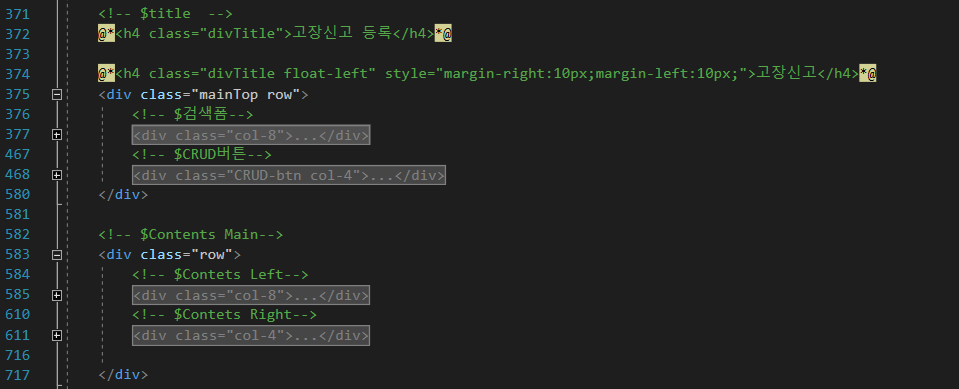 371 <!-- $title  -->
372 @*<h4 class="divTitle">고장신고 등록</h4>*@
373
374 @*<h4 class="divTitle float-left" style="margin-right:10px;margin-left:10px;">고장신고</h4>*@
375 <div class="mainTop row">
376 <!-- $검색폼-->
377 <div class="col-8">...</div>
467 <!-- $CRUD버튼-->
468 <div class="CRUD-btn col-4">...</div>
580 </div>
581
582 <!-- $Contents Main-->
583 <div class="row">
584 <!-- $Contets Left-->
585 <div class="col-8">...</div>
610 <!-- $Contets Right-->
611 <div class="col-4">...</div>
716
717 </div>